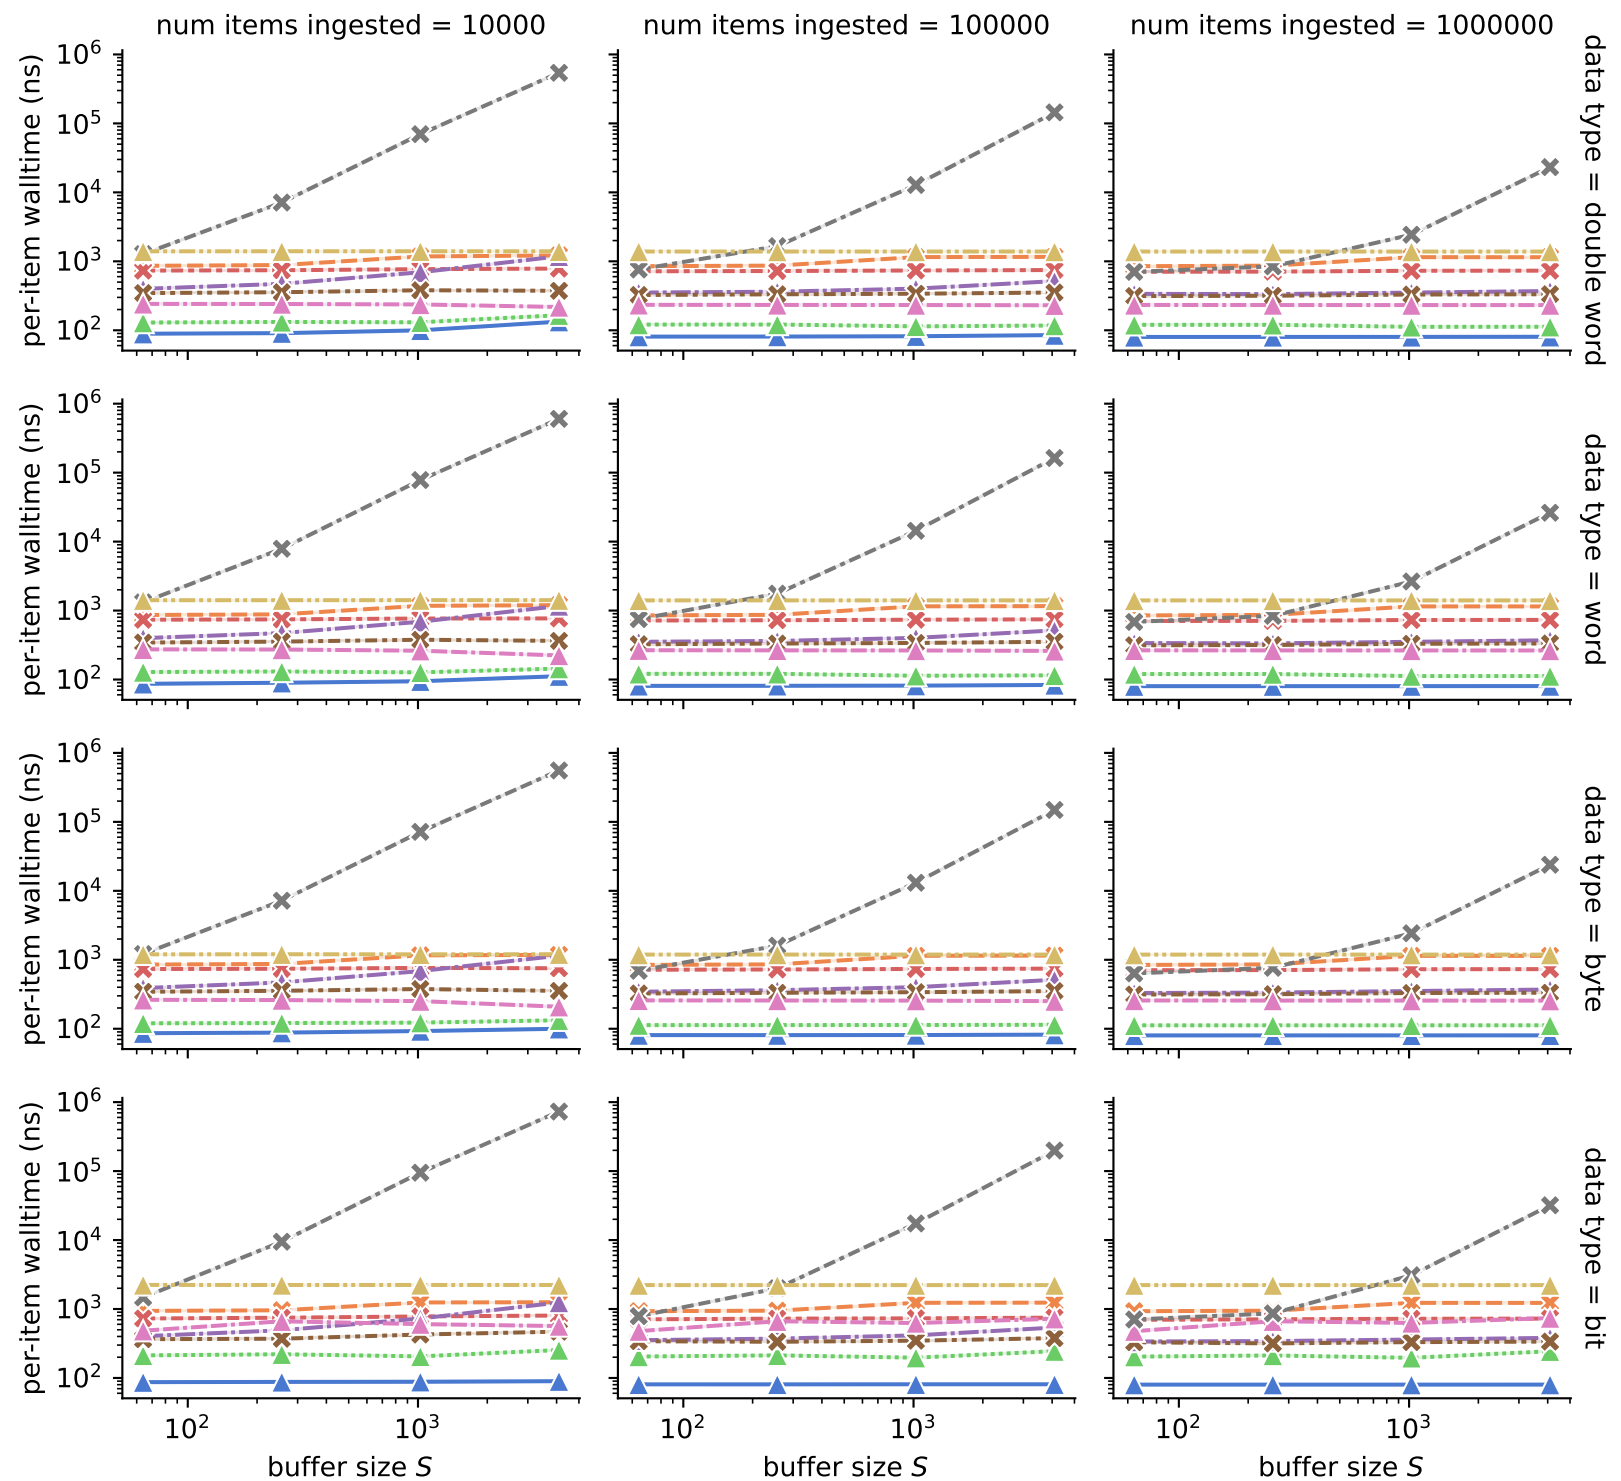 num items ingested = 10000
num items ingested = 100000
num items ingested = 1000000
per-item walltime (ns)
10^6
10^5
10^4
10^3
10^2
data type = double word
per-item walltime (ns)
10^6
10^5
10^4
10^3
10^2
data type = word
per-item walltime (ns)
10^6
10^5
10^4
10^3
10^2
data type = byte
per-item walltime (ns)
10^6
10^5
10^4
10^3
10^2
data type = bit
10^2 10^3
10^2 10^3
10^2 10^3
buffer size S
buffer size S
buffer size S